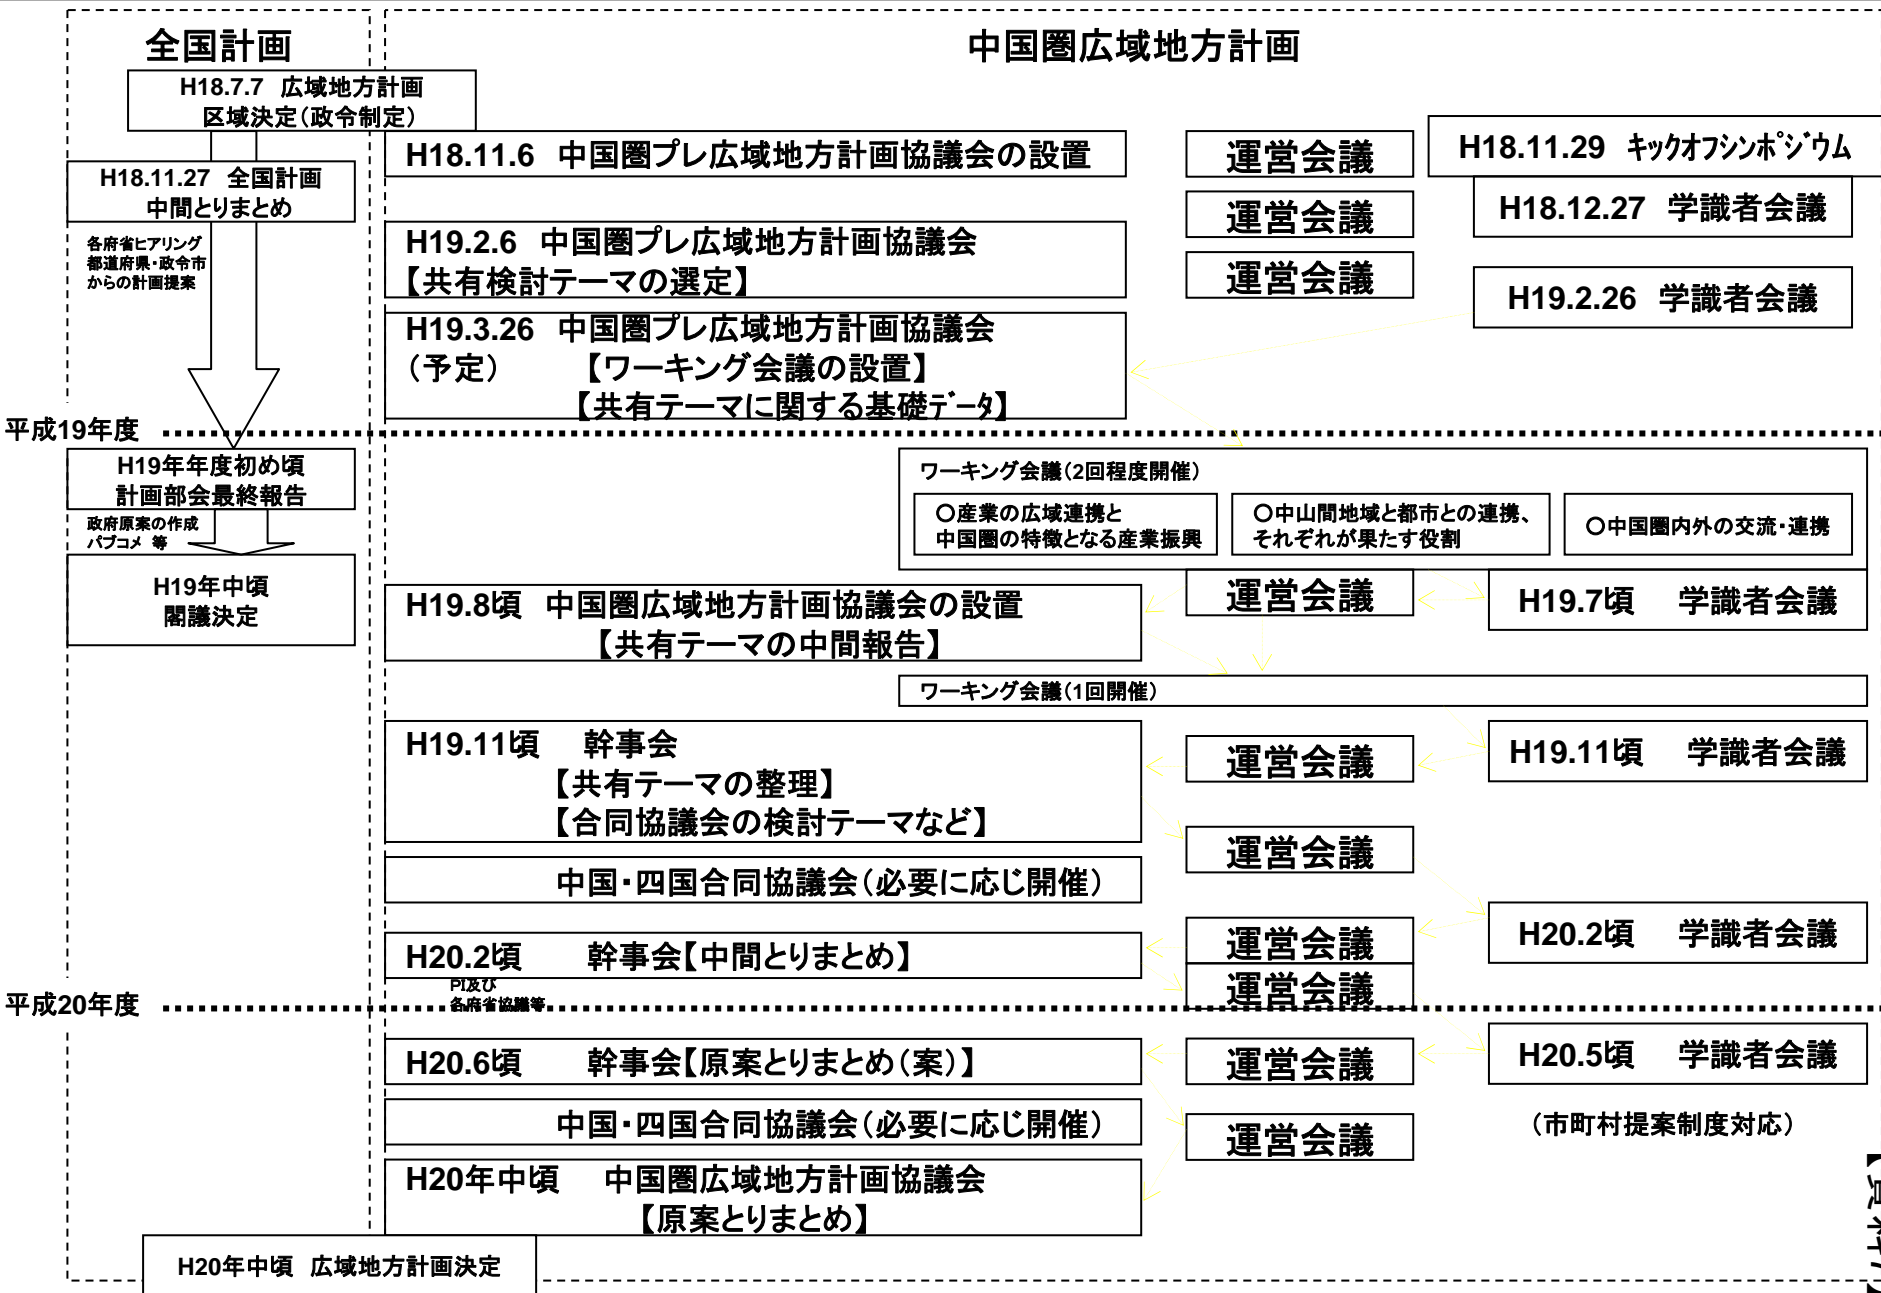 全国計画
中国圏広域地方計画
H18.7.7 広域地方計画
区域決定（政令制定）
H18.11.6 中国圏プレ広域地方計画協議会の設置
運営会議
H18.11.29 キックオフシンポジウム
H18.11.27 全国計画
中間とりまとめ
運営会議
H18.12.27 学識者会議
各府省ヒアリング
都道府県・政令市
からの計画提案
H19.2.6 中国圏プレ広域地方計画協議会
【共有検討テーマの選定】
運営会議
H19.2.26 学識者会議
H19.3.26 中国圏プレ広域地方計画協議会
（予定） 【ワーキング会議の設置】
【共有テーマに関する基礎データ】
平成19年度
H19年年度初め頃
計画部会最終報告
ワーキング会議（2回程度開催）
○産業の広域連携と
中国圏の特徴となる産業振興
○中山間地域と都市との連携、
それぞれが果たす役割
○中国圏内外の交流・連携
政府原案の作成
パブコメ 等
H19年中頃
閣議決定
H19.8頃 中国圏広域地方計画協議会の設置
【共有テーマの中間報告】
運営会議
H19.7頃 学識者会議
ワーキング会議（1回開催）
H19.11頃 幹事会
【共有テーマの整理】
【合同協議会の検討テーマなど】
運営会議
H19.11頃 学識者会議
運営会議
中国・四国合同協議会（必要に応じ開催）
H20.2頃 幹事会【中間とりまとめ】
運営会議
H20.2頃 学識者会議
運営会議
PI及び
各府省協議等
平成20年度
H20.6頃 幹事会【原案とりまとめ（案）】
運営会議
H20.5頃 学識者会議
中国・四国合同協議会（必要に応じ開催）
運営会議
（市町村提案制度対応）
H20年中頃 中国圏広域地方計画協議会
【原案とりまとめ】
H20年中頃 広域地方計画決定